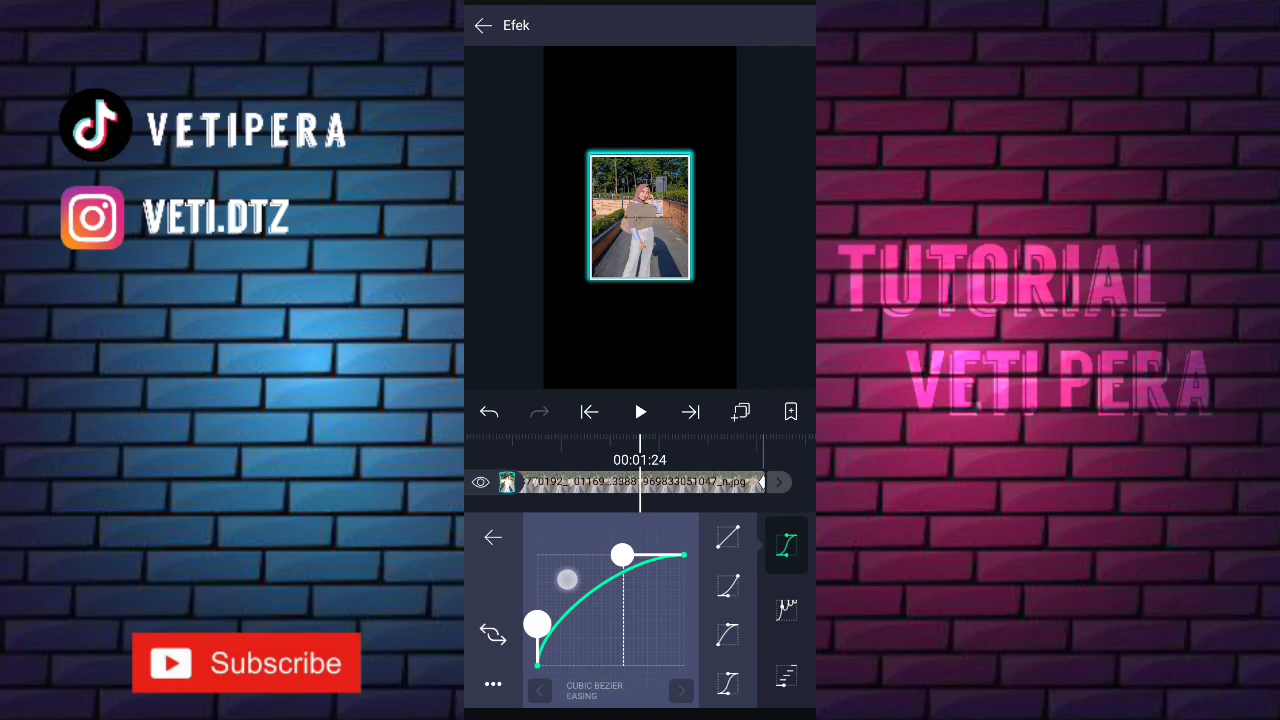 Efek
VETIPERA
VETI.DTZ
TUTORIAL
VETI PERA
00:01:24
Subscribe
CUBIC BEZIER
EASING